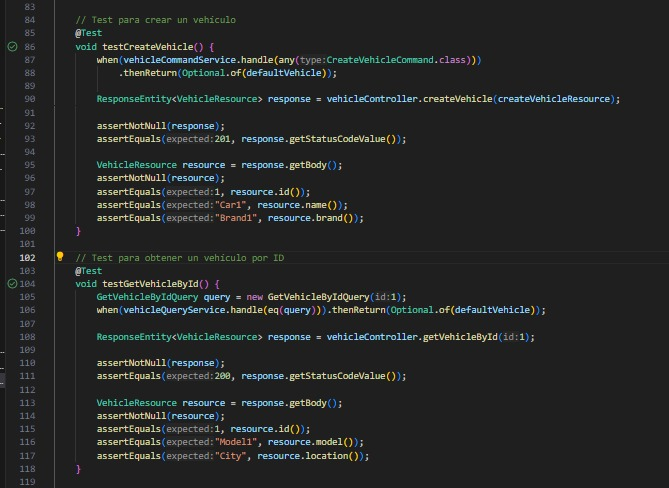 83
84 // Test para crear un vehículo
85 @Test
86 void testCreateVehicle() {
87 when(vehicleCommandService.handle(any(type:CreateVehicleCommand.class)))
88 .thenReturn(Optional.of(defaultVehicle));
89
90 ResponseEntity<VehicleResource> response = vehicleController.createVehicle(createVehicleResource);
91
92 assertNotNull(response);
93 assertEquals(expected:201, response.getStatusCodeValue());
94
95 VehicleResource resource = response.getBody();
96 assertNotNull(resource);
97 assertEquals(expected:1, resource.id());
98 assertEquals(expected:"Car1", resource.name());
99 assertEquals(expected:"Brand1", resource.brand());
100 }
101
102 // Test para obtener un vehículo por ID
103 @Test
104 void testGetVehicleById() {
105 GetVehicleByIdQuery query = new GetVehicleByIdQuery(id:1);
106 when(vehicleQueryService.handle(eq(query))).thenReturn(Optional.of(defaultVehicle));
107
108 ResponseEntity<VehicleResource> response = vehicleController.getVehicleById(id:1);
109
110 assertNotNull(response);
111 assertEquals(expected:200, response.getStatusCodeValue());
112
113 VehicleResource resource = response.getBody();
114 assertNotNull(resource);
115 assertEquals(expected:1, resource.id());
116 assertEquals(expected:"Model1", resource.model());
117 assertEquals(expected:"City", resource.location());
118 }
119